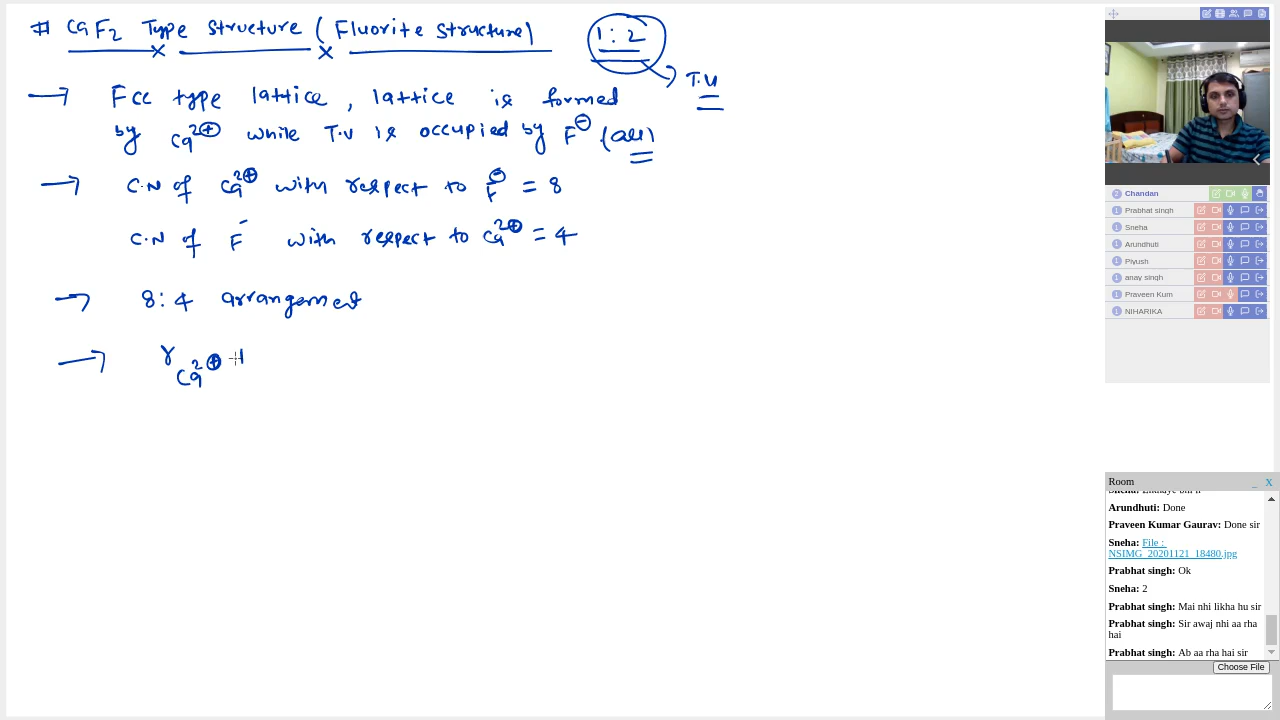 # CaF2 Type Structure (Fluorite Structure) 1:2
→ T.V
→ Fcc type lattice, lattice is formed
by Ca2⊕ while T.V is occupied by F⊖ (all)
→ C.N of Ca2⊕ with respect to F⊖ = 8
C.N of F- with respect to Ca2⊕ = 4
→ 8:4 arrangement
→ r Ca2⊕ +
Chandan
Prabhat singh
Sneha
Arundhuti
Piyush
anay singh
Praveen Kum
NIHARIKA
Room _ X
Arundhuti: Done
Praveen Kumar Gaurav: Done sir
Sneha: File :
NSIMG_20201121_18480.jpg
Prabhat singh: Ok
Sneha: 2
Prabhat singh: Mai nhi likha hu sir
Prabhat singh: Sir awaj nhi aa rha
hai
Prabhat singh: Ab aa rha hai sir
Choose File